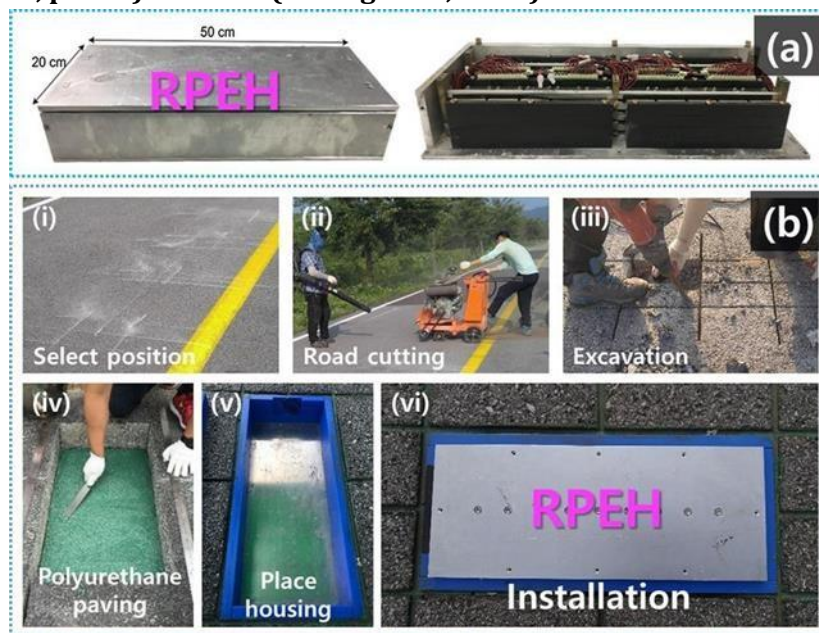 50 cm
20 cm
RPEH
(a)
(b)
(i)
Select position
(ii)
Road cutting
(iii)
Excavation
(iv)
Polyurethane
paving
(v)
Place
housing
(vi)
RPEH
Installation